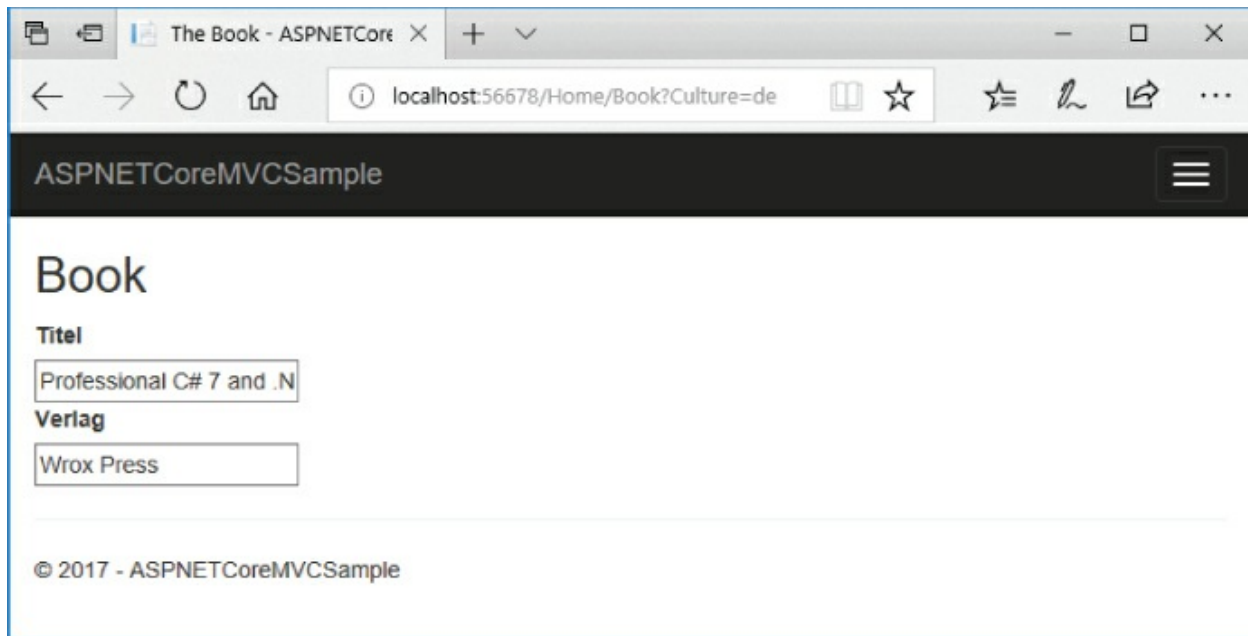 The Book - ASPNETCore
localhost:56678/Home/Book?Culture=de
ASPNETCoreMVCSample
Book
Titel
Professional C# 7 and .N
Verlag
Wrox Press
© 2017 - ASPNETCoreMVCSample